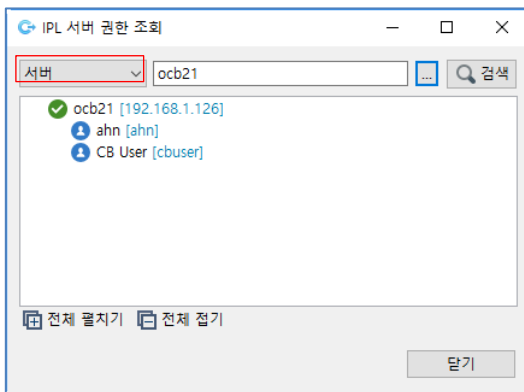 IPL 서버 권한 조회
서버 ocb21 ... 검색
ocb21 [192.168.1.126]
ahn [ahn]
CB User [cbuser]
전체 펼치기 전체 접기
닫기